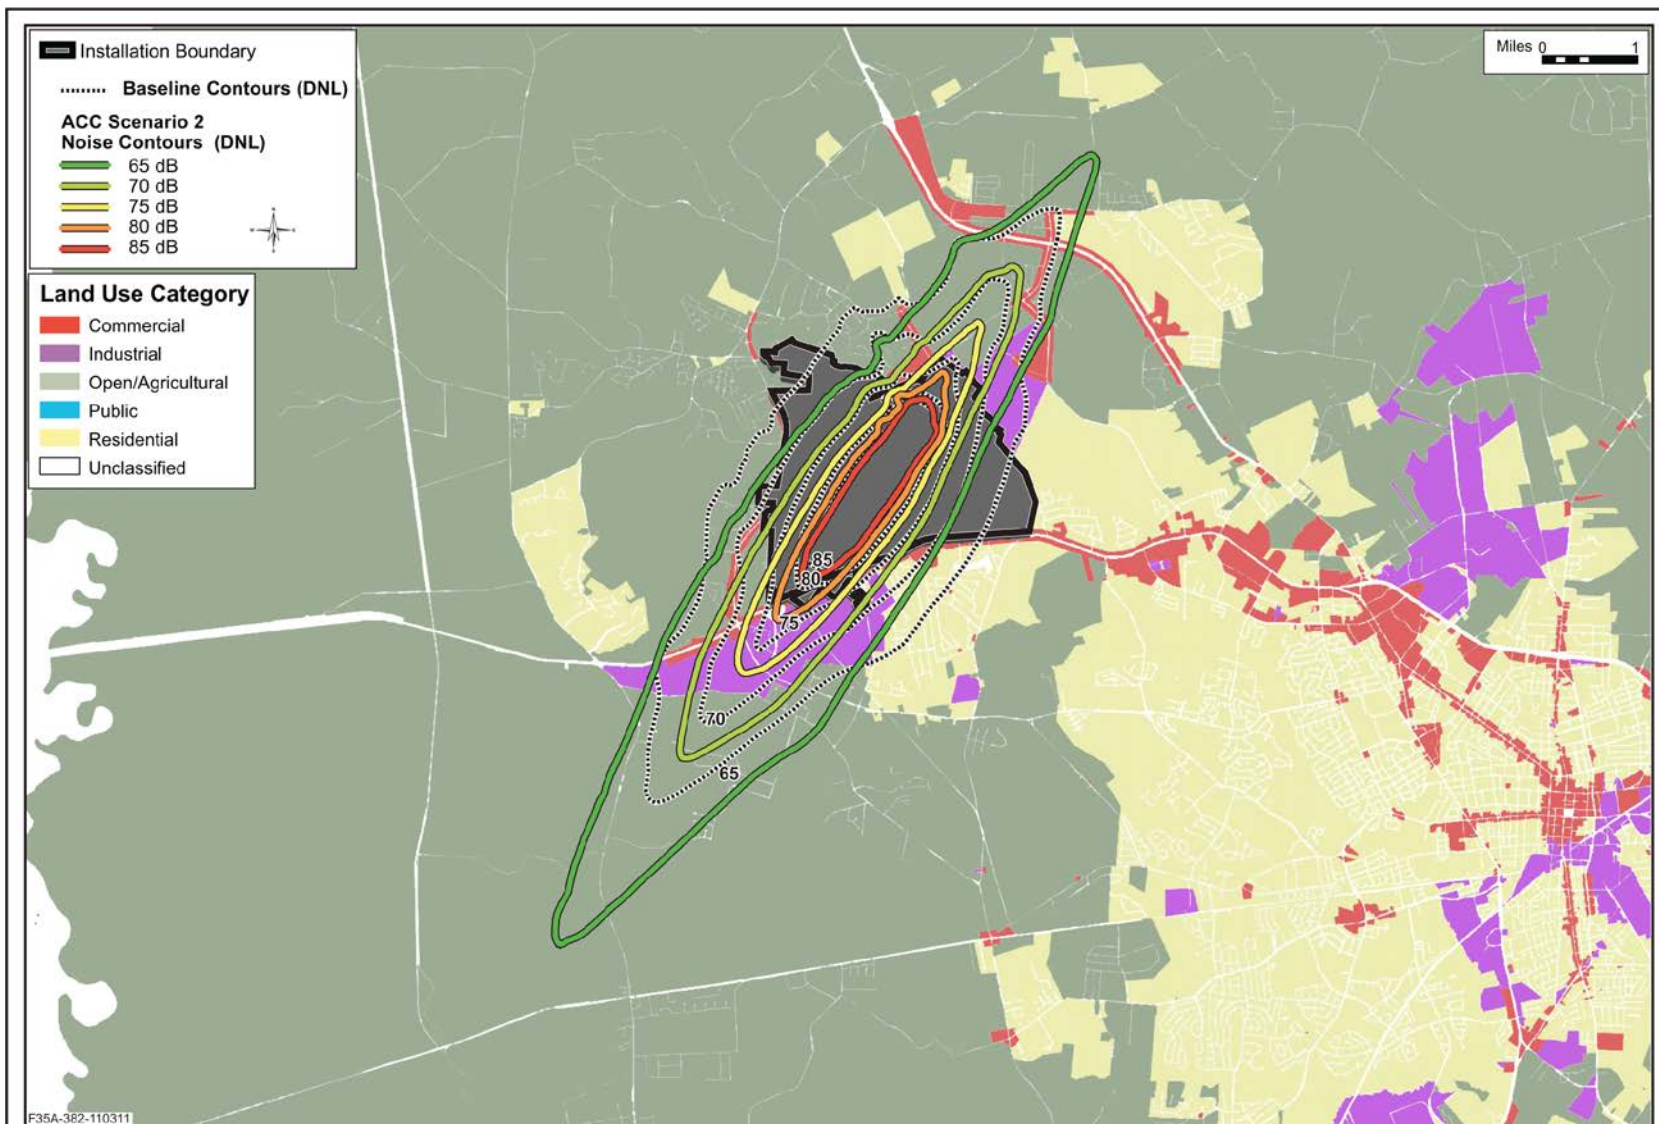 Installation Boundary
Baseline Contours (DNL)
ACC Scenario 2
Noise Contours (DNL)
65 dB
70 dB
75 dB
80 dB
85 dB
Land Use Category
Commercial
Industrial
Open/Agricultural
Public
Residential
Unclassified
Miles 0 1
85
80
75
70
65
F35A-382-110311